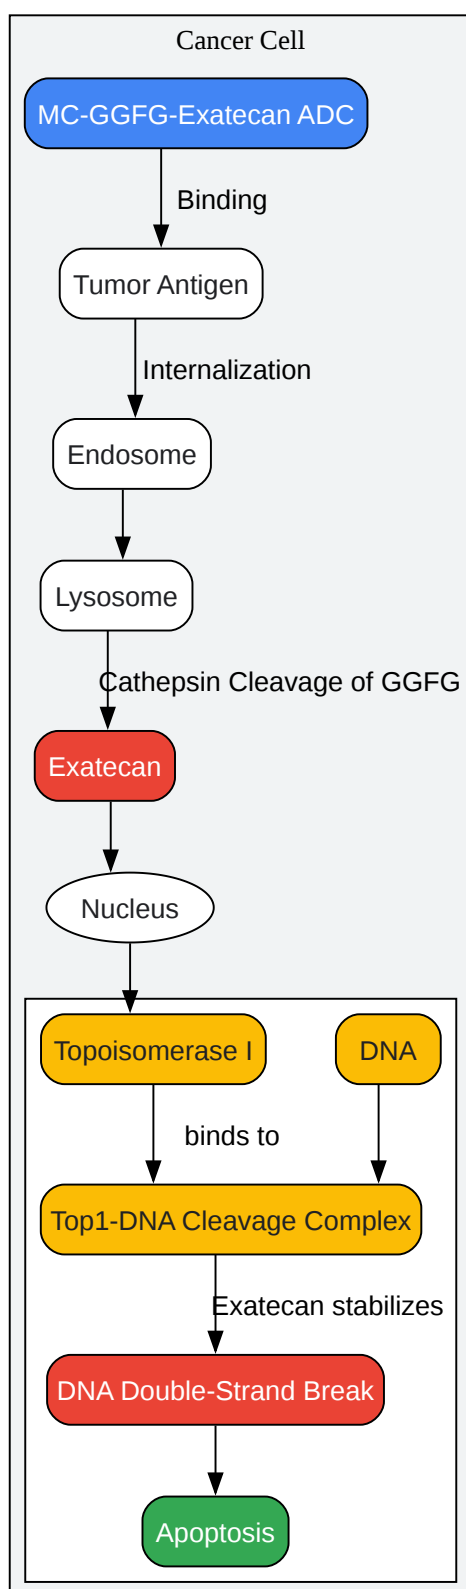 Cancer Cell
MC-GGFG-Exatecan ADC
Binding
Tumor Antigen
Internalization
Endosome
Lysosome
Cathepsin Cleavage of GGFG
Exatecan
Nucleus
Topoisomerase I
DNA
binds to
Top1-DNA Cleavage Complex
Exatecan stabilizes
DNA Double-Strand Break
Apoptosis